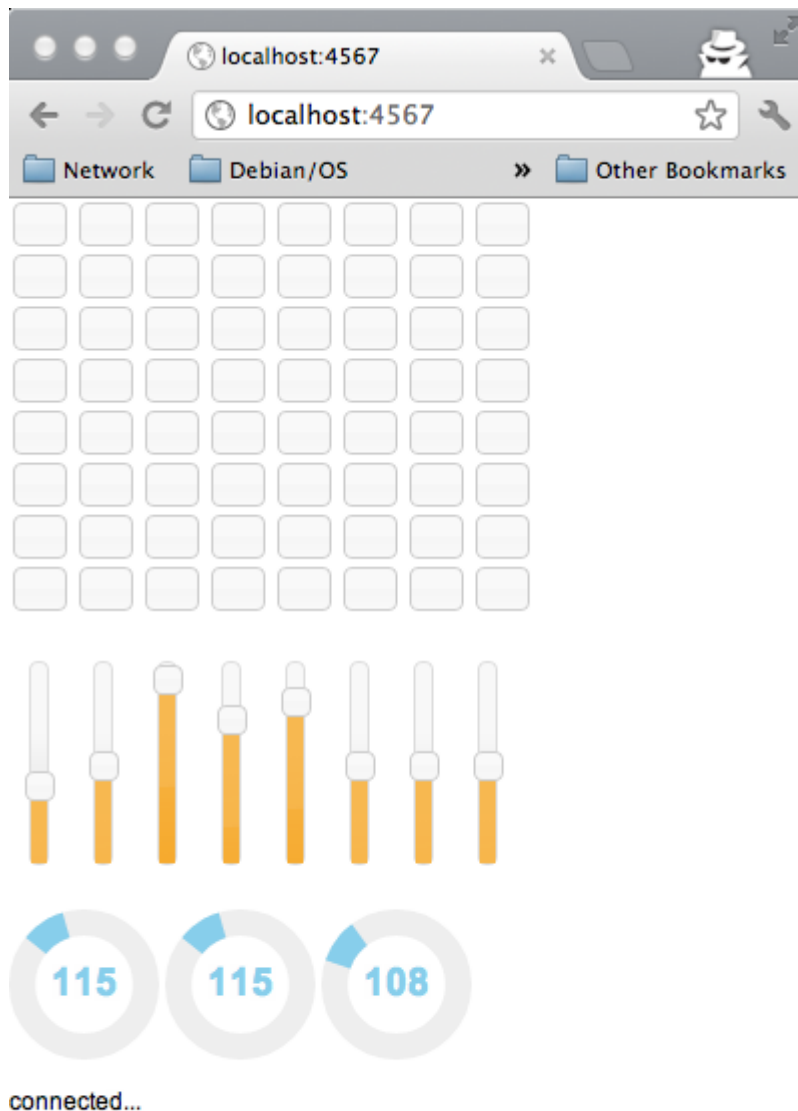 localhost:4567
localhost:4567
Network Debian/OS » Other Bookmarks
115 115 108
connected...